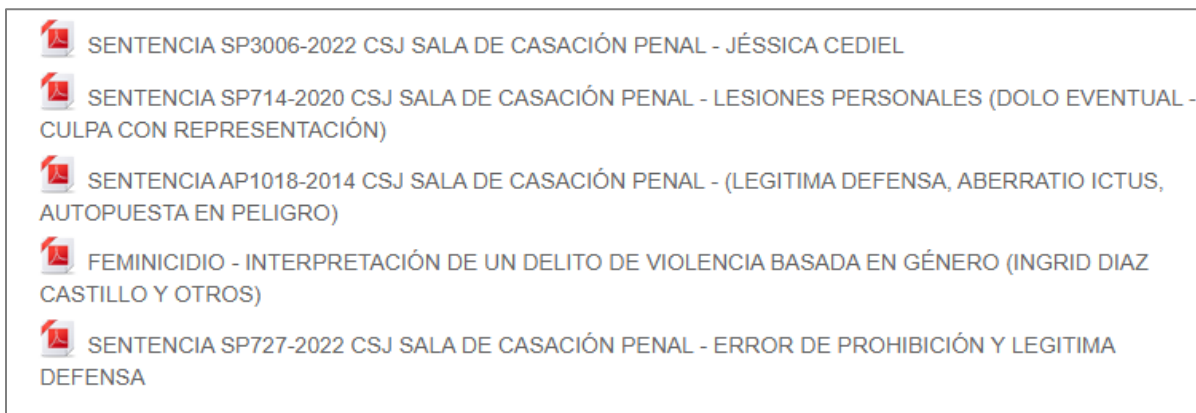 SENTENCIA SP3006-2022 CSJ SALA DE CASACIÓN PENAL - JÉSSICA CEDIEL
SENTENCIA SP714-2020 CSJ SALA DE CASACIÓN PENAL - LESIONES PERSONALES (DOLO EVENTUAL -
CULPA CON REPRESENTACIÓN)
SENTENCIA AP1018-2014 CSJ SALA DE CASACIÓN PENAL - (LEGITIMA DEFENSA, ABERRATIO ICTUS,
AUTOPUESTA EN PELIGRO)
FEMINICIDIO - INTERPRETACIÓN DE UN DELITO DE VIOLENCIA BASADA EN GÉNERO (INGRID DIAZ
CASTILLO Y OTROS)
SENTENCIA SP727-2022 CSJ SALA DE CASACIÓN PENAL - ERROR DE PROHIBICIÓN Y LEGITIMA
DEFENSA